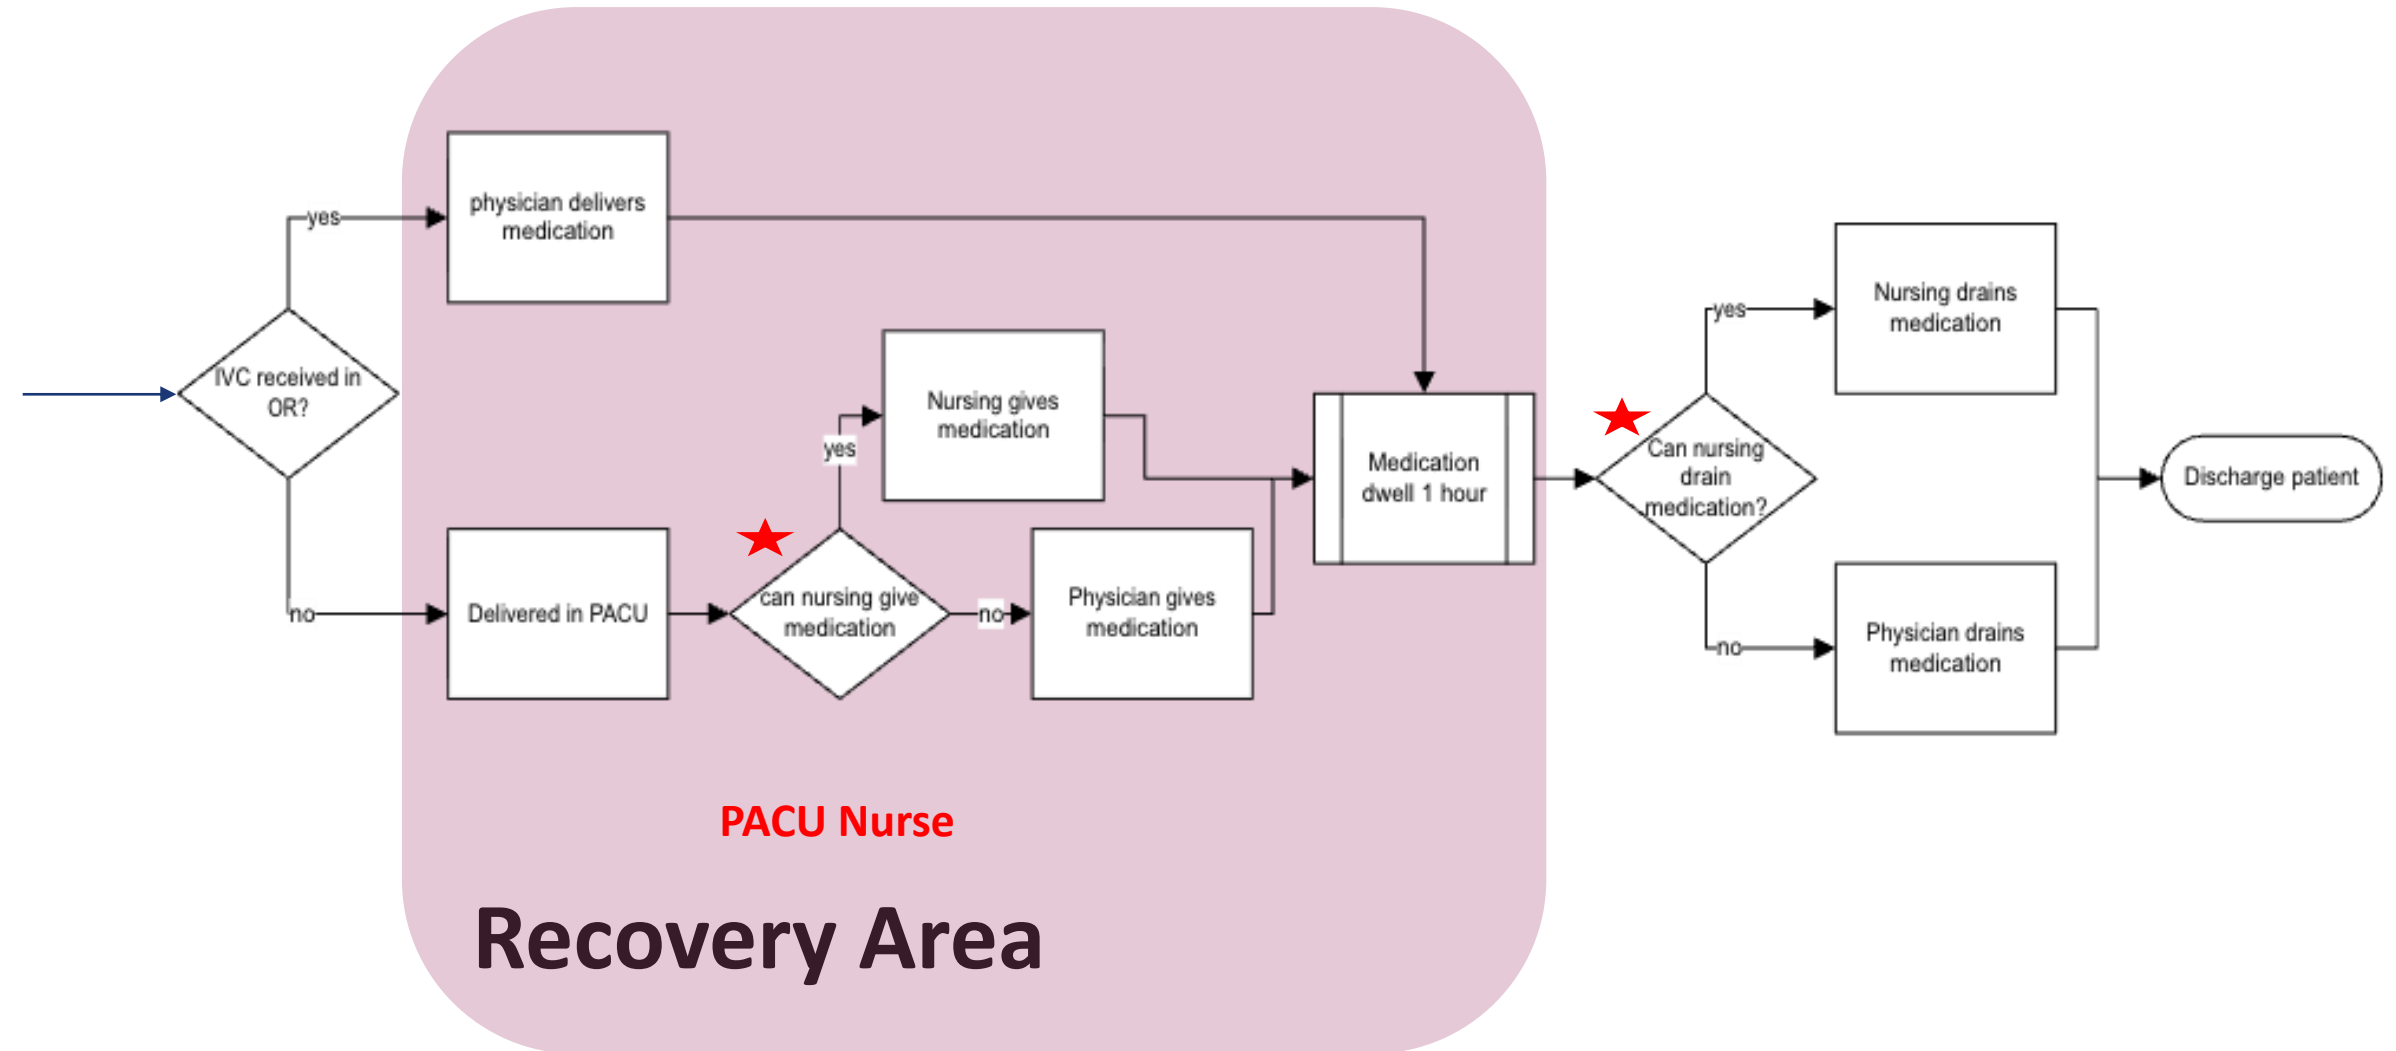 yes
physician delivers
medication
IVC received in
OR?
no
Delivered in PACU
can nursing give
medication
yes
Nursing gives
medication
no
Physician gives
medication
Medication
dwell 1 hour
Can nursing
drain
medication?
yes
Nursing drains
medication
no
Physician drains
medication
Discharge patient
PACU Nurse
Recovery Area